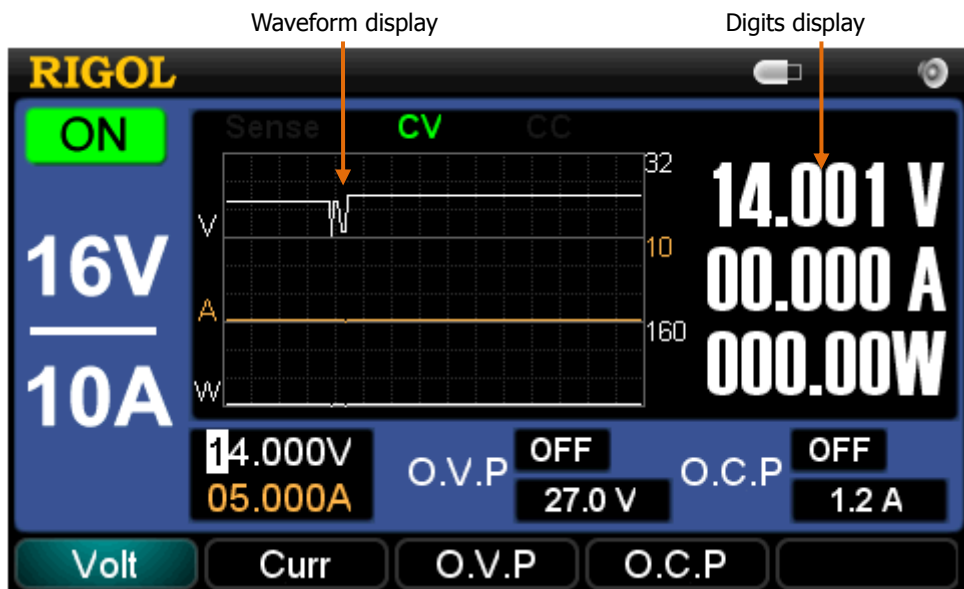 Waveform display
Digits display
RIGOL
ON
Sense CV CC
32
V
14.001 V
16V
10
00.000 A
A
160
000.00W
10A
W
14.000V
O.V.P
OFF
O.C.P
OFF
05.000A
27.0 V
1.2 A
Volt Curr O.V.P O.C.P